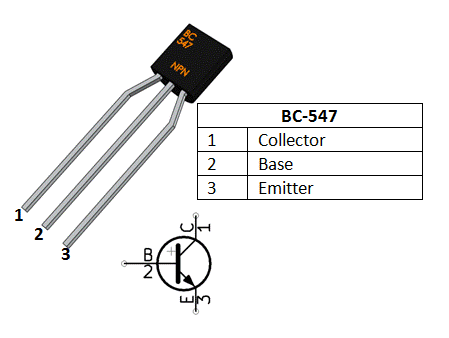 BC
547
NPN
BC-547
1 Collector
2 Base
3 Emitter
1
2
3
C 1
B
2
E 3